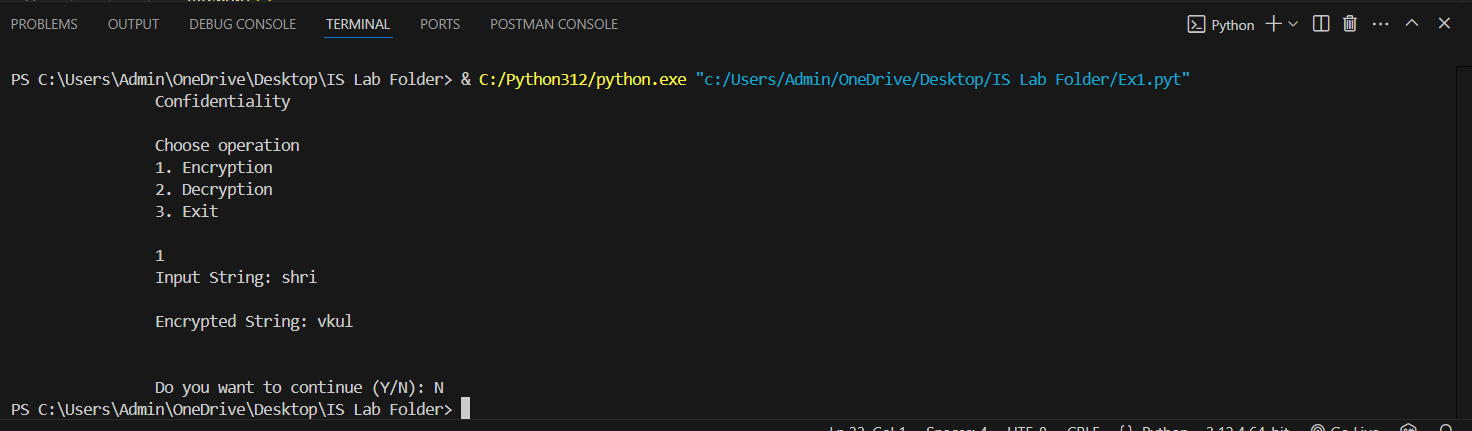 PROBLEMS OUTPUT DEBUG CONSOLE TERMINAL PORTS POSTMAN CONSOLE Python
PS C:\Users\Admin\OneDrive\Desktop\IS Lab Folder> & C:/Python312/python.exe "c:/Users/Admin/OneDrive/Desktop/IS Lab Folder/Ex1.pyt"
Confidentiality
Choose operation
1. Encryption
2. Decryption
3. Exit
1
Input String: shri
Encrypted String: vkul
Do you want to continue (Y/N): N
PS C:\Users\Admin\OneDrive\Desktop\IS Lab Folder>